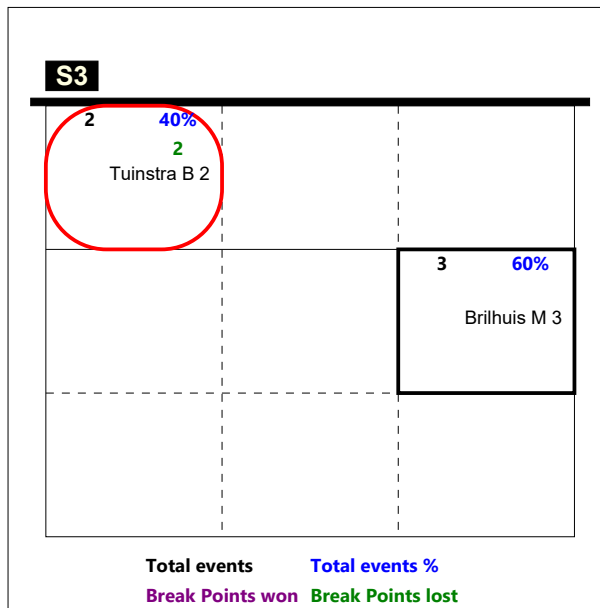 S3
2 40%
2
Tuinstra B 2
3 60%
Brilhuis M 3
Total events Total events %
Break Points won Break Points lost